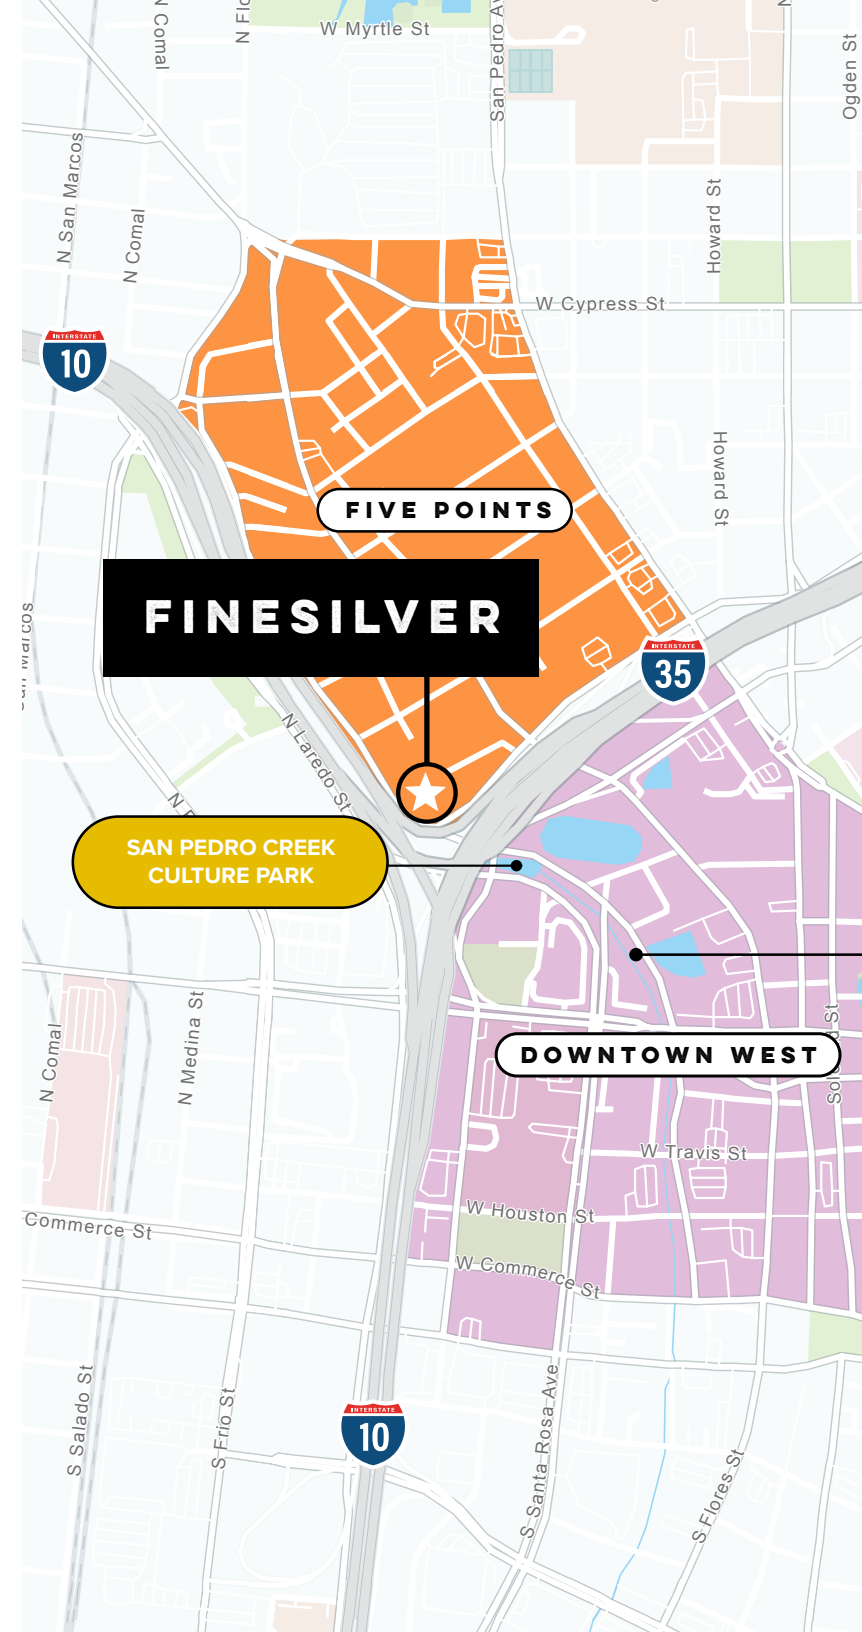 N Comal
W Myrtle St
San Pedro Av
Ogden St
N San Marcos
N Comal
Howard St
W Cypress St
INTERSTATE
10
Howard St
FIVE POINTS
FINESILVER
INTERSTATE
35
N Laredo St
SAN PEDRO CREEK
CULTURE PARK
N Comal
N Medina St
DOWNTOWN WEST
W Travis St
W Houston St
Commerce St
W Commerce St
S Salado St
S Frio St
INTERSTATE
10
S Santa Rosa Ave
S Flores St